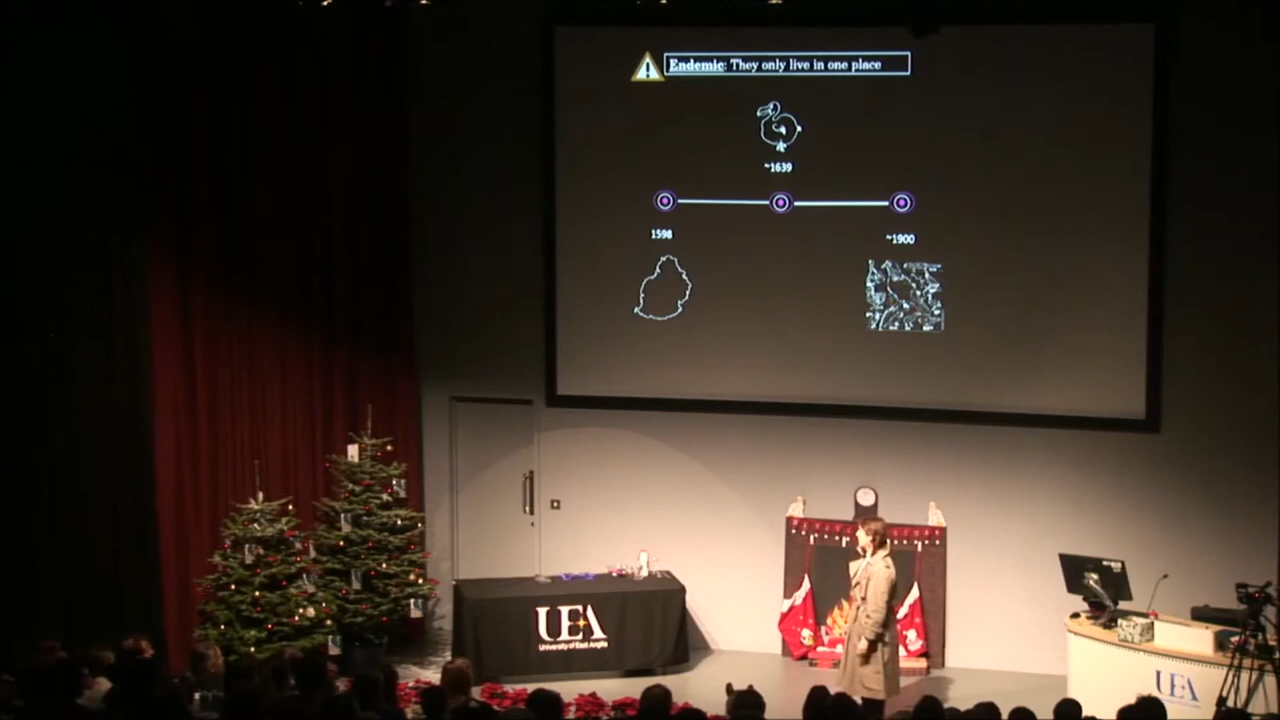 Endemic: They only live in one place
~1639
1598
~1900
UEA
University of East Anglia
UEA